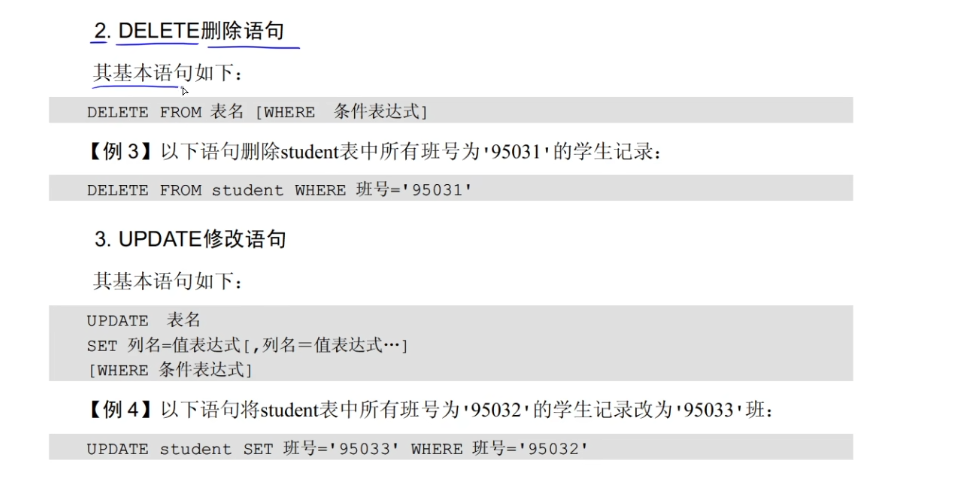 2. DELETE删除语句
其基本语句如下：
DELETE FROM 表名 [WHERE 条件表达式]
【例 3】以下语句删除student表中所有班号为'95031'的学生记录：
DELETE FROM student WHERE 班号='95031'
3. UPDATE修改语句
其基本语句如下：
UPDATE 表名
SET 列名=值表达式[,列名＝值表达式…]
[WHERE 条件表达式]
【例 4】以下语句将student表中所有班号为'95032'的学生记录改为'95033'班：
UPDATE student SET 班号='95033' WHERE 班号='95032'